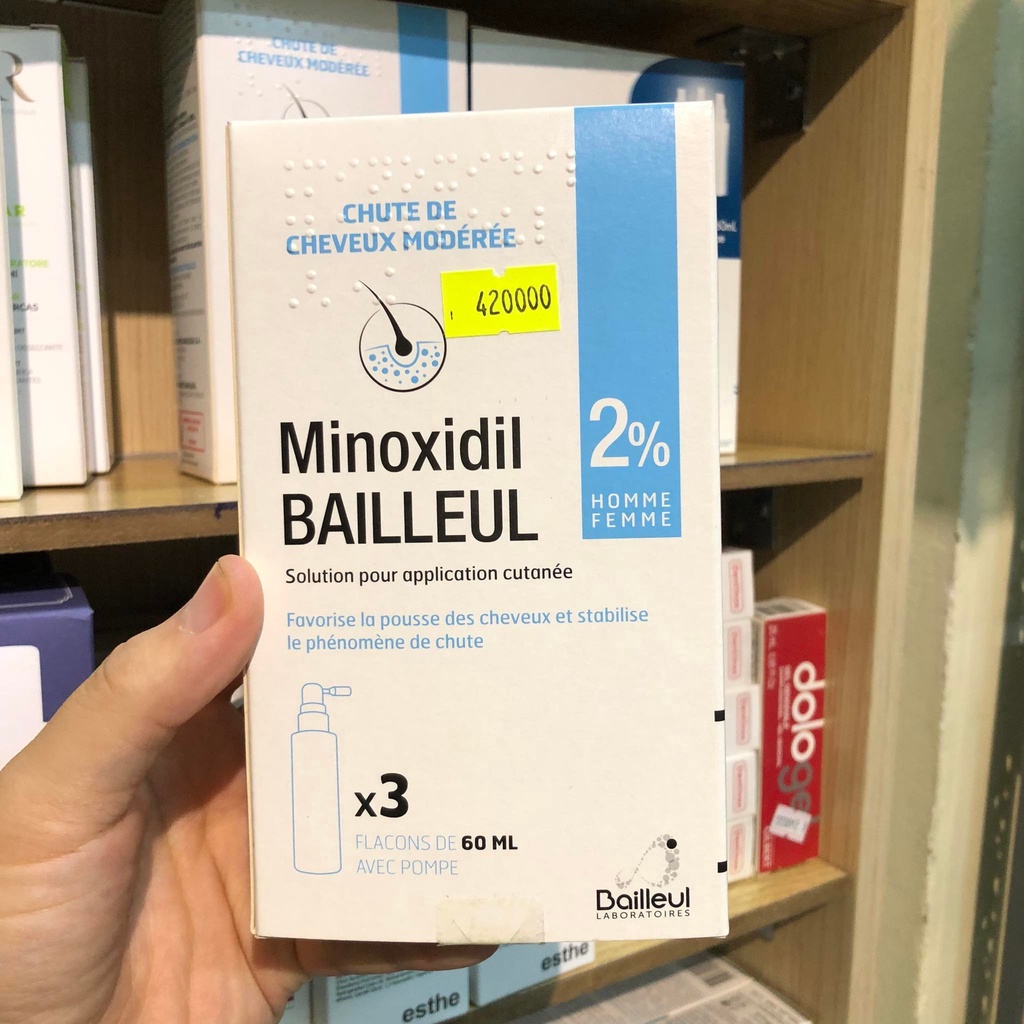 CHUTE DE
CHEVEUX MODÉRÉE
CHUTE DE
CHEVEUX MODÉRÉE
420000
Minoxidil
BAILLEUL
2%
HOMME
FEMME
Solution pour application cutanée
Favorise la pousse des cheveux et stabilise
le phénomène de chute
x3
FLACONS DE 60 ML
AVEC POMPE
Bailleul
LABORATOIRES
dologel
esthe
esthe